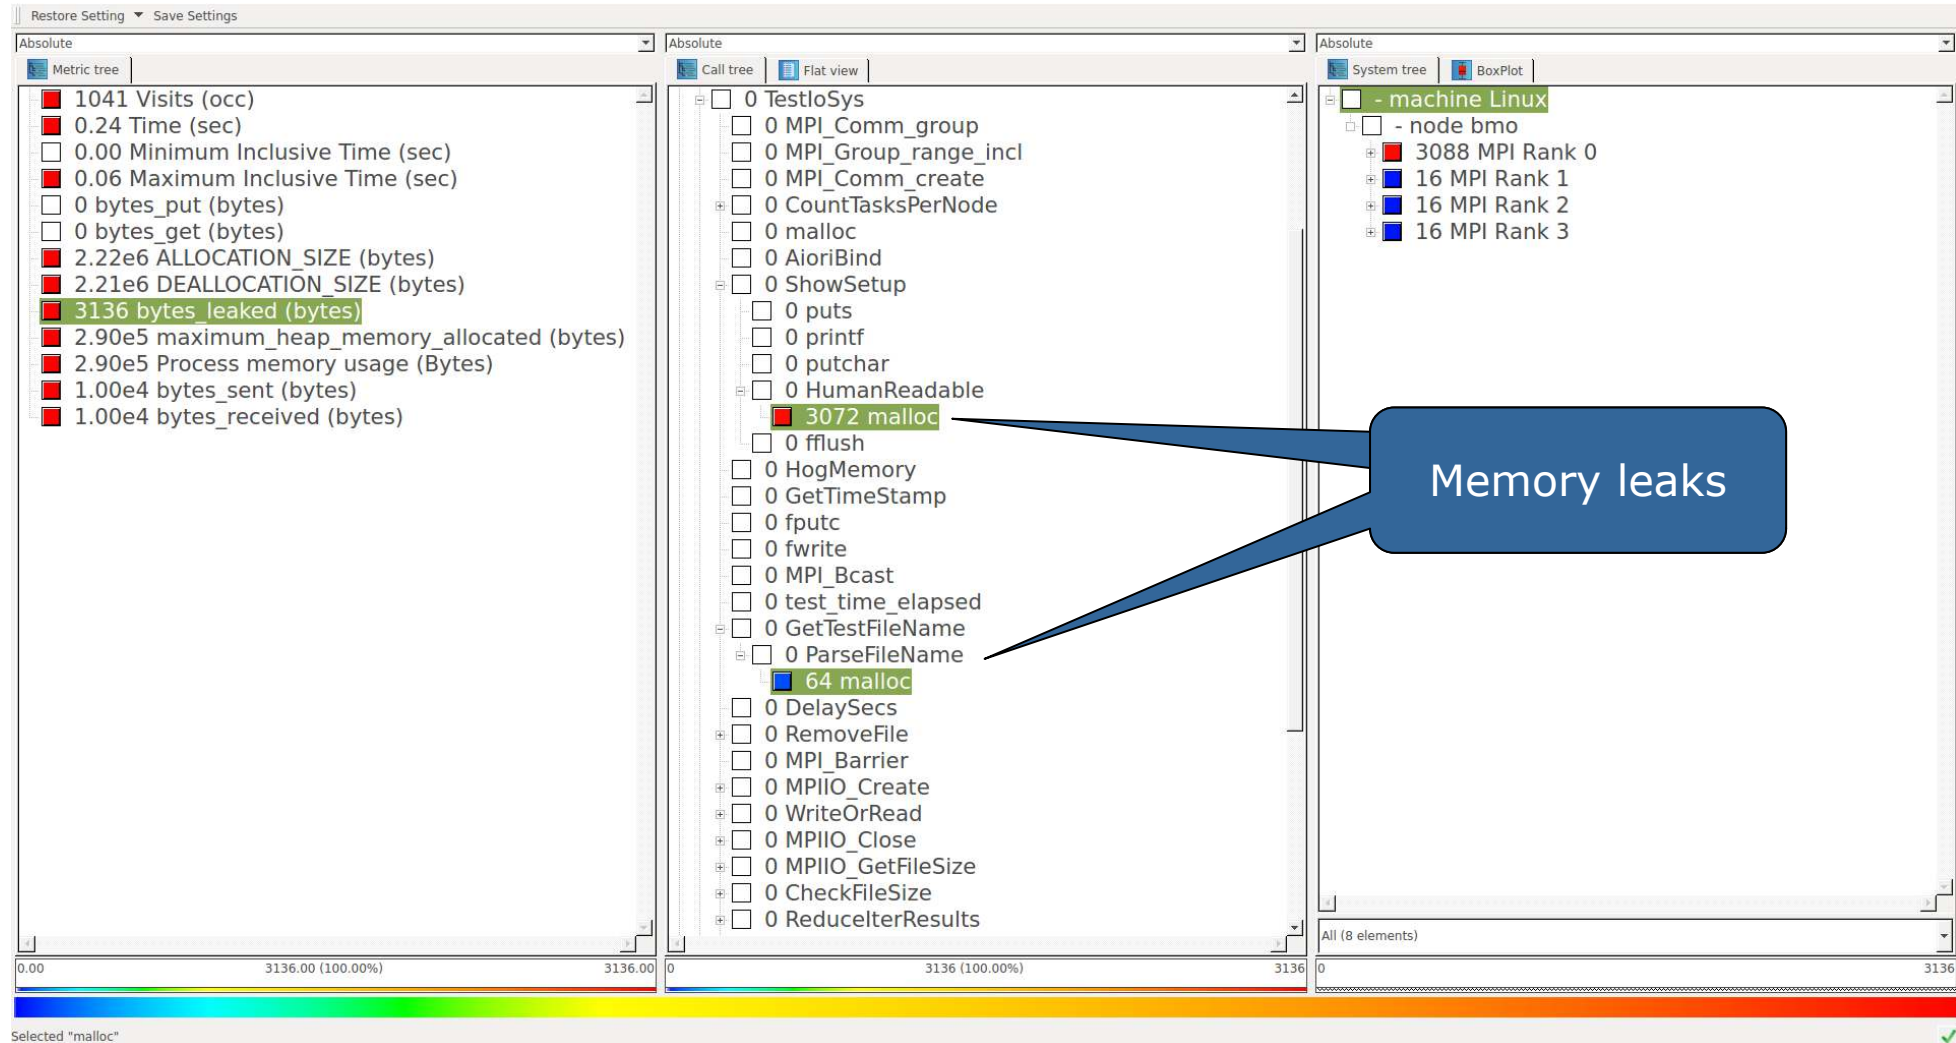 Restore Setting Save Settings
Absolute
Metric tree
1041 Visits (occ)
0.24 Time (sec)
0.00 Minimum Inclusive Time (sec)
0.06 Maximum Inclusive Time (sec)
0 bytes_put (bytes)
0 bytes_get (bytes)
2.22e6 ALLOCATION_SIZE (bytes)
2.21e6 DEALLOCATION_SIZE (bytes)
3136 bytes_leaked (bytes)
2.90e5 maximum_heap_memory_allocated (bytes)
2.90e5 Process memory usage (Bytes)
1.00e4 bytes_sent (bytes)
1.00e4 bytes_received (bytes)
0.00 3136.00 (100.00%) 3136.00
Absolute
Call tree Flat view
0 TestIoSys
0 MPI_Comm_group
0 MPI_Group_range_incl
0 MPI_Comm_create
0 CountTasksPerNode
0 malloc
0 AioriBind
0 ShowSetup
0 puts
0 printf
0 putchar
0 HumanReadable
3072 malloc
0 fflush
0 HogMemory
0 GetTimeStamp
0 fputc
0 fwrite
0 MPI_Bcast
0 test_time_elapsed
0 GetTestFileName
0 ParseFileName
64 malloc
0 DelaySecs
0 RemoveFile
0 MPI_Barrier
0 MPIIO_Create
0 WriteOrRead
0 MPIIO_Close
0 MPIIO_GetFileSize
0 CheckFileSize
0 ReduceIterResults
0 3136 (100.00%) 3136
Absolute
System tree BoxPlot
- machine Linux
- node bmo
3088 MPI Rank 0
16 MPI Rank 1
16 MPI Rank 2
16 MPI Rank 3
Memory leaks
All (8 elements)
0 3136
Selected "malloc"